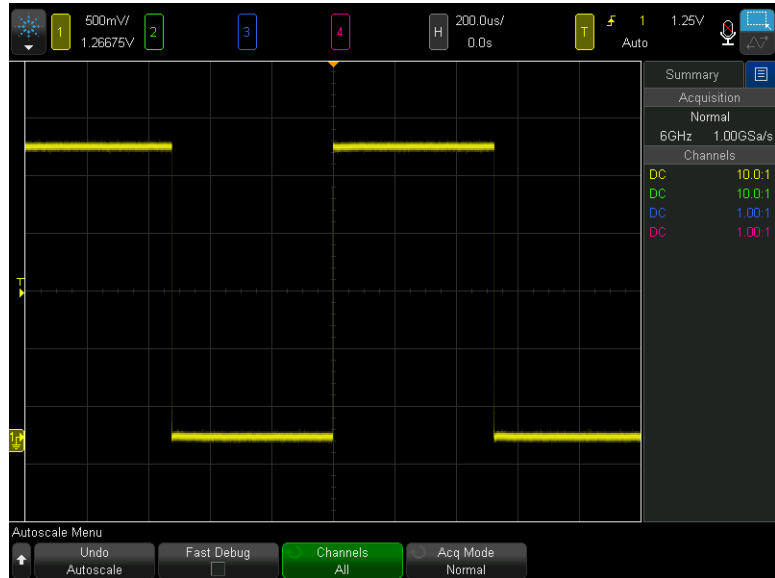 1 500mV/ 2 3 4 H 200.0us/ T 1 1.25V
1.26675V 0.0s Auto
Summary
Acquisition
Normal
6GHz 1.00GSa/s
Channels
DC 10.0:1
DC 10.0:1
DC 1.00:1
DC 1.00:1
T
1
Autoscale Menu
Undo Fast Debug Channels Acq Mode
Autoscale All Normal